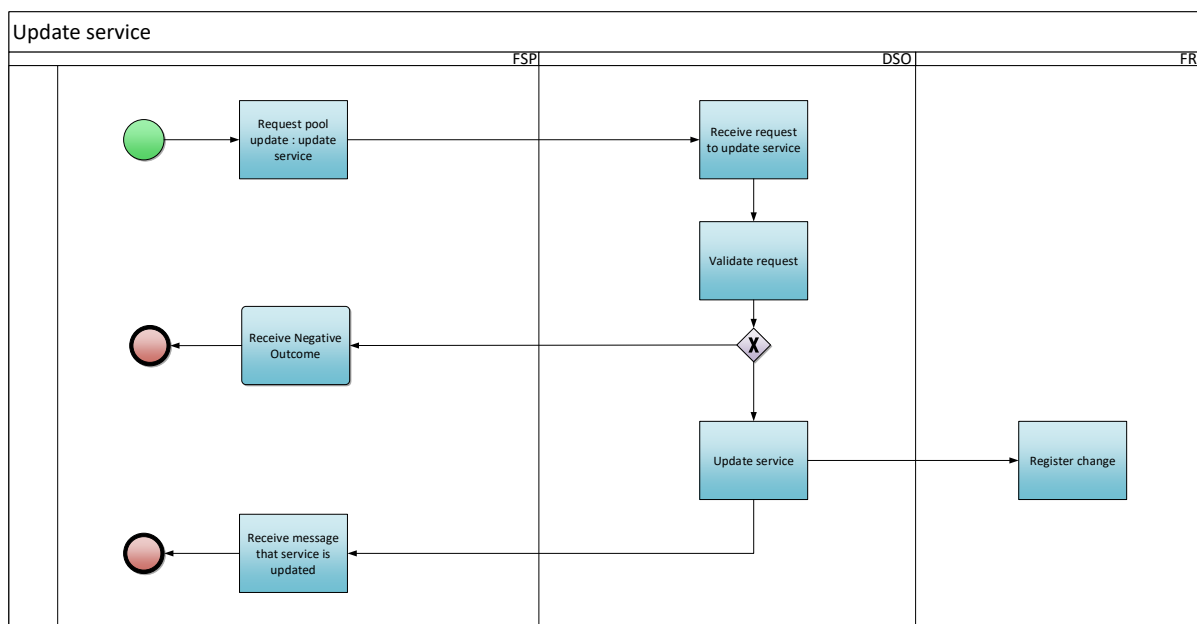 Update service
FSP
DSO
FR
Request pool
update : update
service
Receive request
to update service
Validate request
Receive Negative
Outcome
X
Update service
Register change
Receive message
that service is
updated